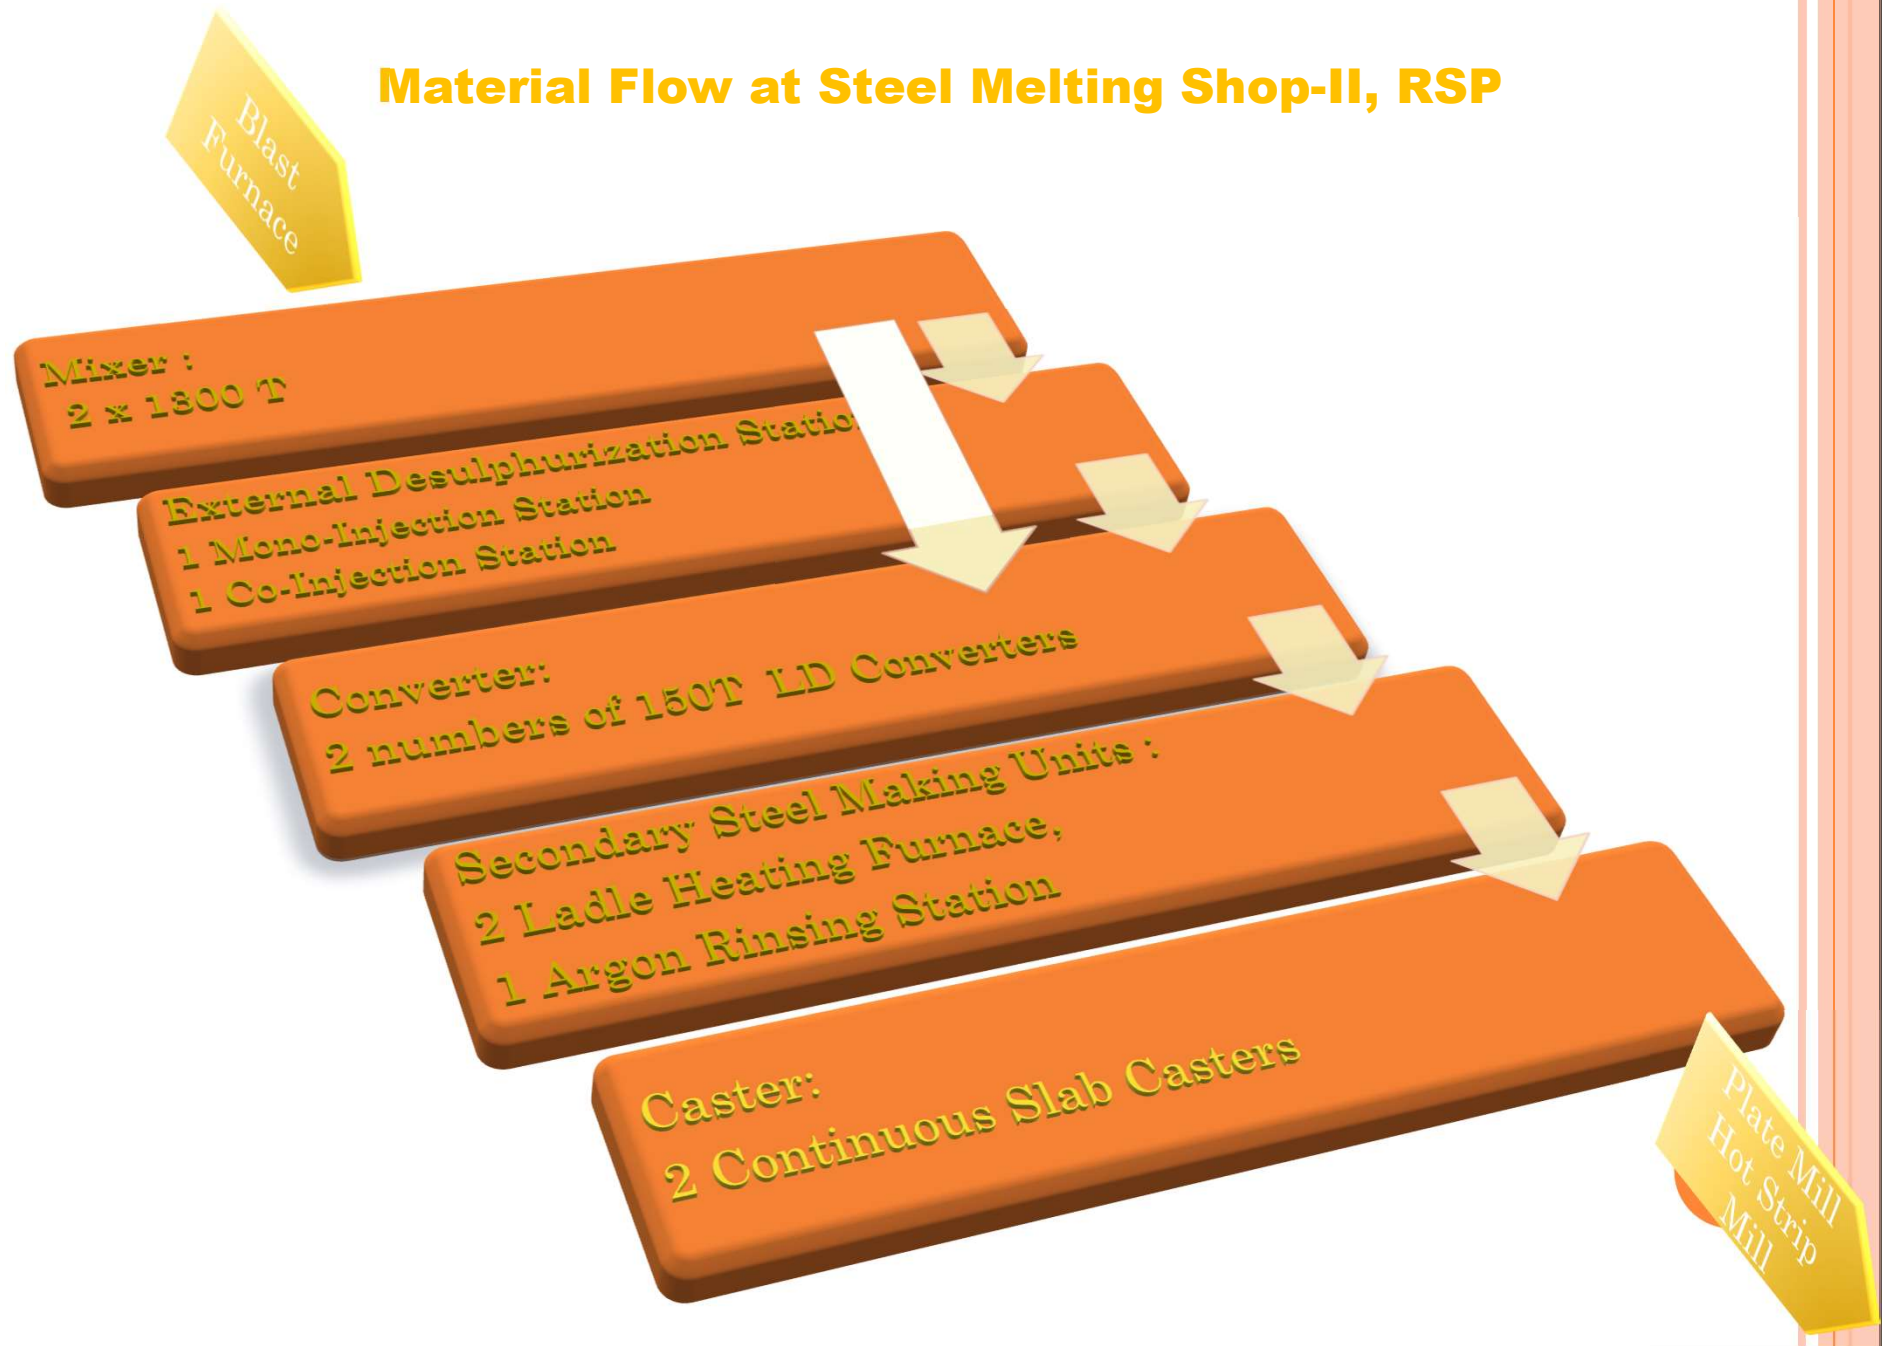 Material Flow at Steel Melting Shop-II, RSP
Blast
Furnace
Mixer :
2 x 1300 T
External Desulphurization
1 Mono-Injection Station
1 Co-Injection Station
Converter:
2 numbers of 150T LD Converters
Secondary Steel Making Units :
2 Ladle Heating Furnace,
1 Argon Rinsing Station
Caster:
2 Continuous Slab Casters
Plate Mill
Hot Strip
Mill